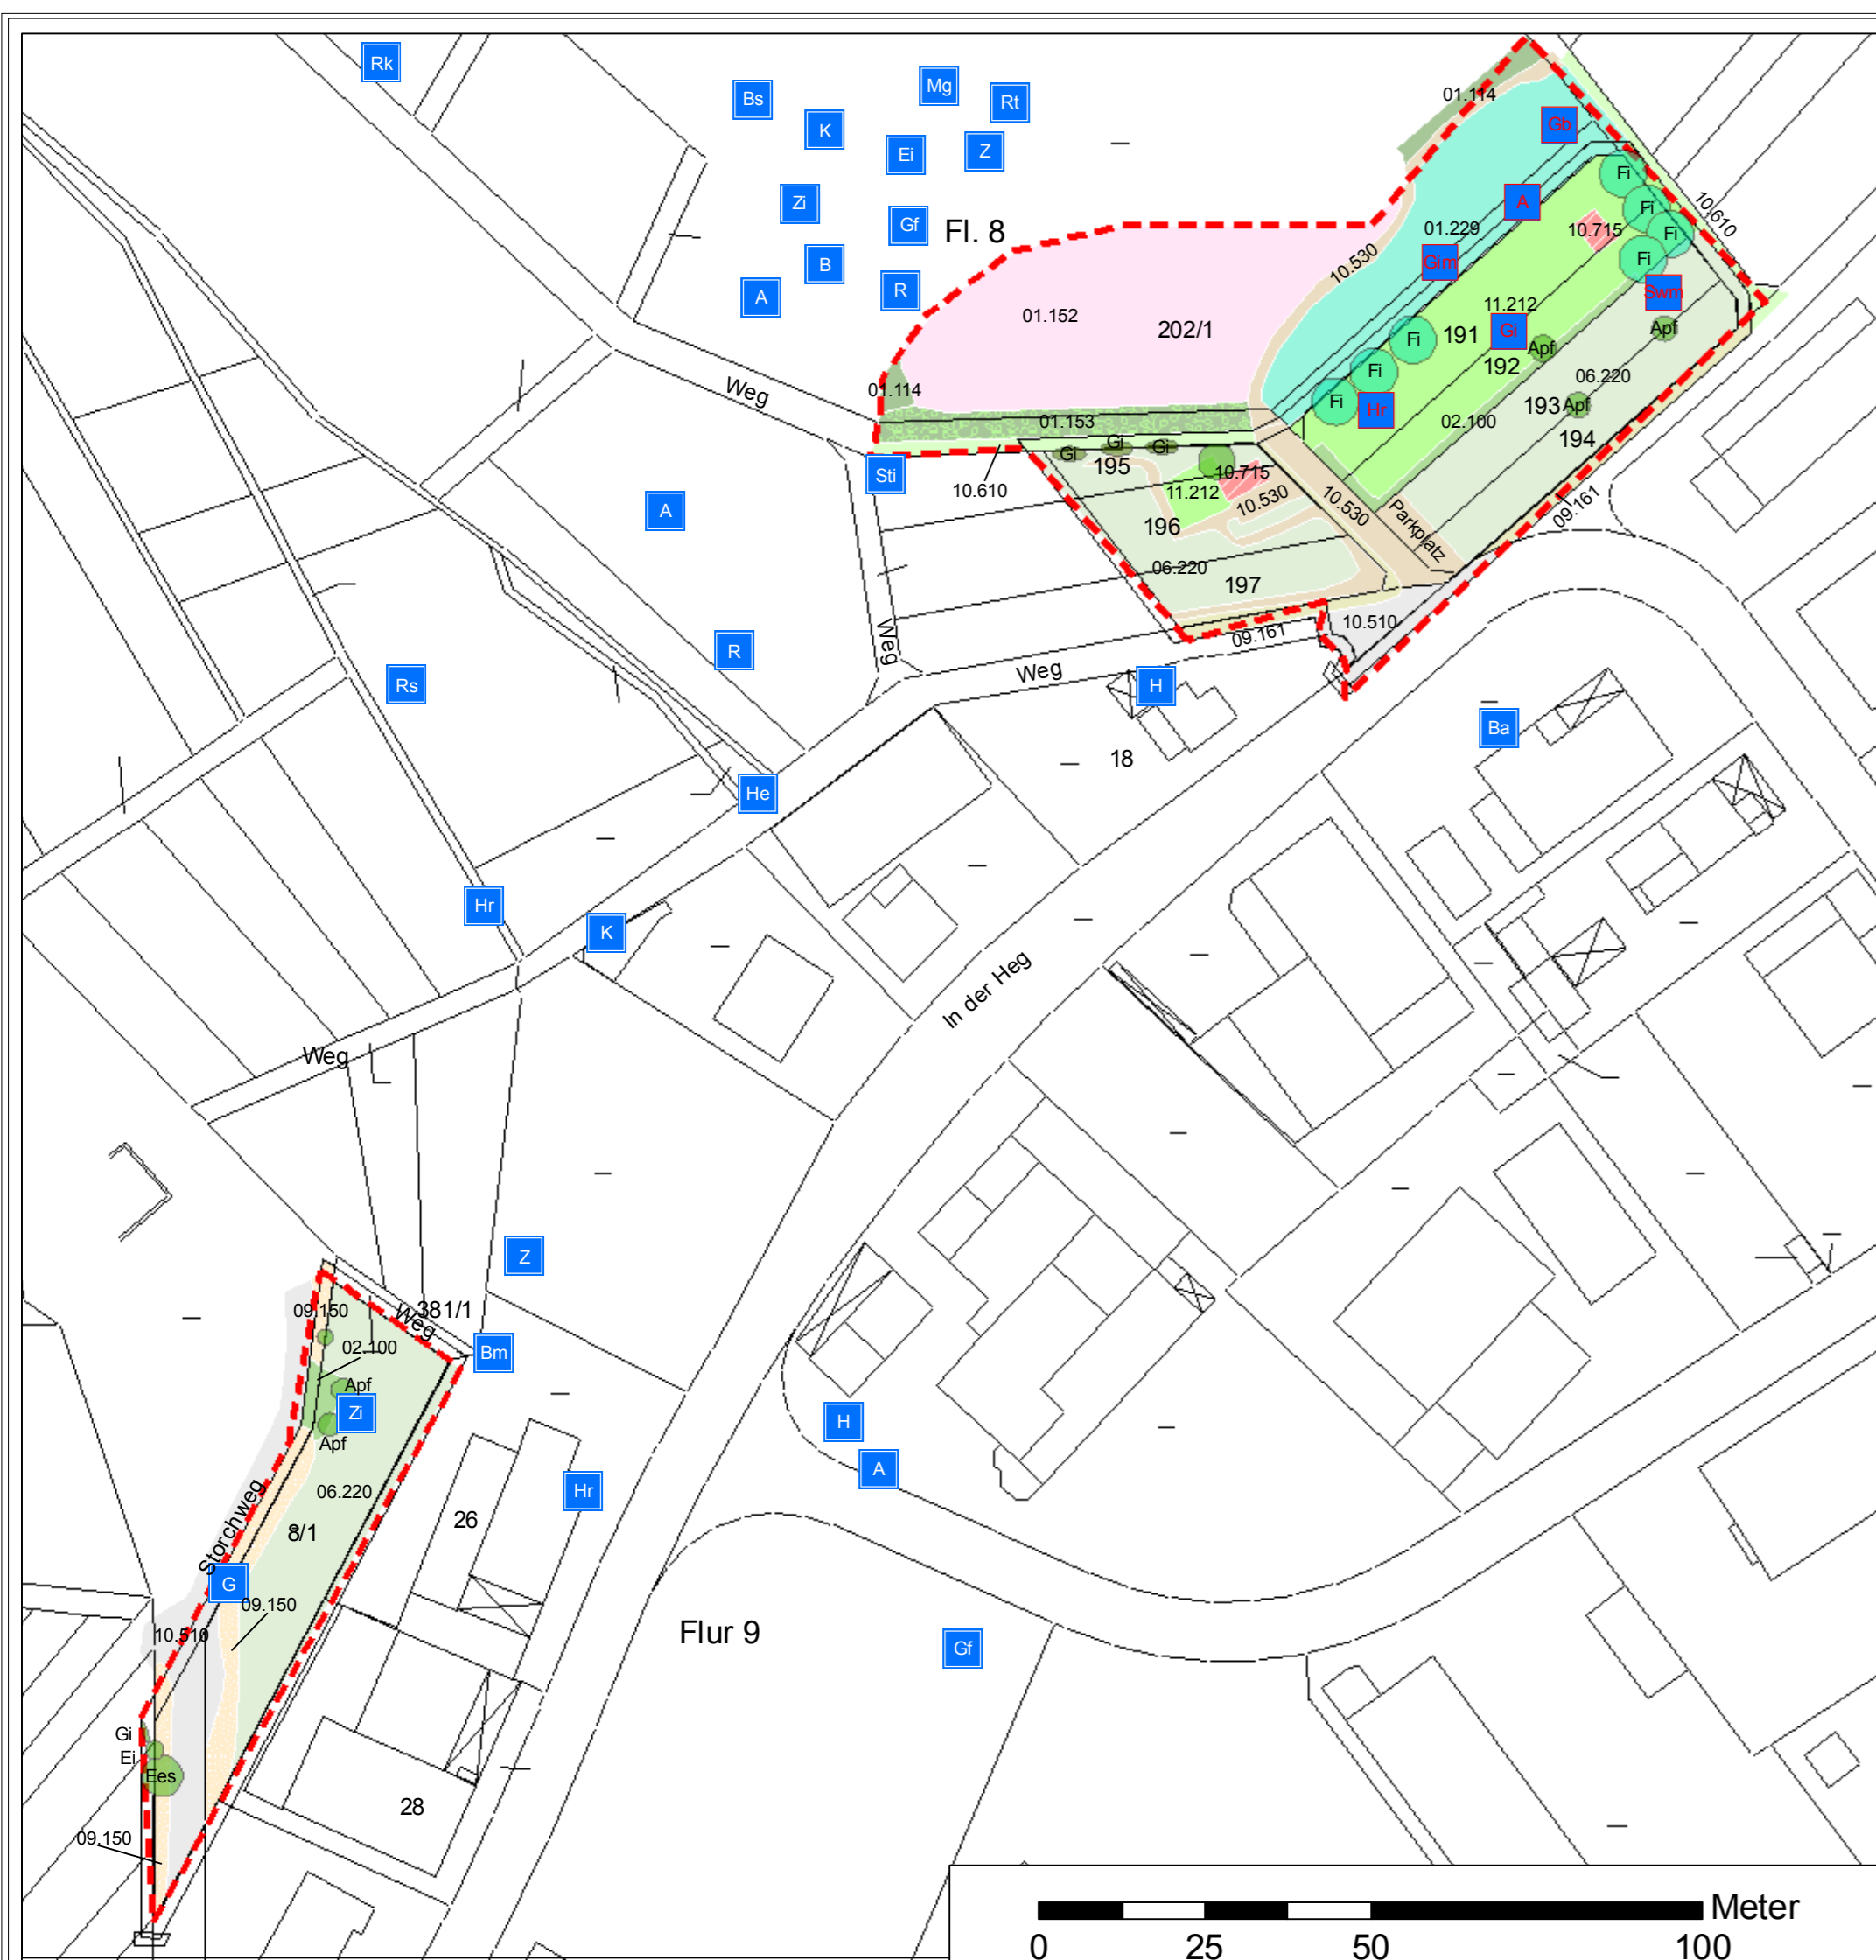 Rk
Bs
Mg
Rt
K
Ei
Z
Zi
Gf
Fl. 8
B
A
R
01.114
Gb
Fi
Fi
Fi
Fi
A
10.610
01.229
10.715
10.530
Gim
Swm
11.212
01.152
202/1
191
Gi
Apf
Apf
192
Fi
Fi
Fi
Hr
06.220
193
Apf
02.100
194
Weg
01.114
01.153
Gi
Gi
Gi
195
Sti
10.610
10.715
11.212
10.530
10.530
Parkplatz
09.161
A
196
06.220
197
10.510
09.161
Weg
Weg
R
Rs
H
Ba
18
He
Hr
K
In der Heg
Weg
Z
09.150
381/1
Weg
02.100
Bm
Apf
Zi
Apf
H
A
06.220
Hr
26
8/1
Storchweg
G
09.150
10.510
Flur 9
Gf
Gi
Ei
Ees
28
09.150
Meter
0 25 50 100